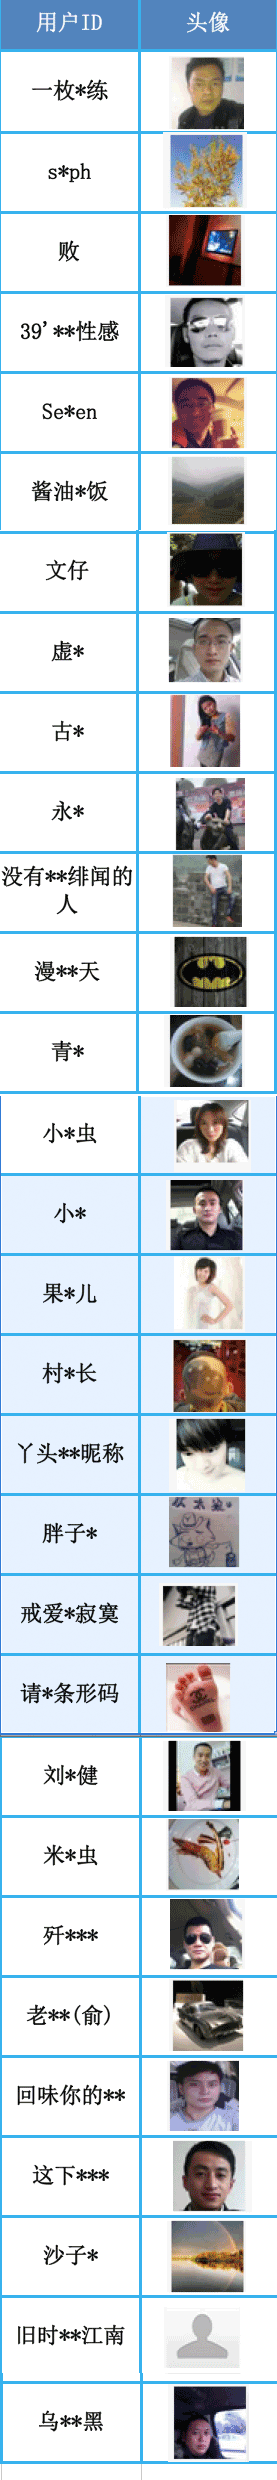 用户ID 头像
一枚*练
s*ph
败
39'**性感
Se*en
酱油*饭
文仔
虚*
古*
永*
没有**绯闻的
人
漫**天
青*
小*虫
小*
果*儿
村*长
丫头**昵称
胖子*
戒爱*寂寞
请*条形码
刘*健
米*虫
歼***
老**(俞)
回味你的**
这下***
沙子*
旧时**江南
乌**黑